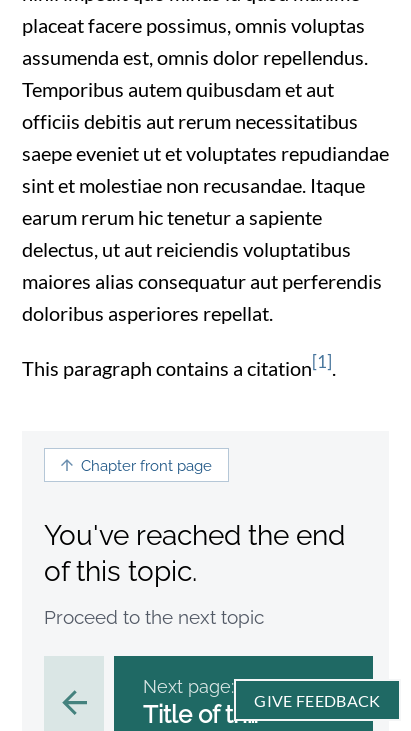 placeat facere possimus, omnis voluptas
assumenda est, omnis dolor repellendus.
Temporibus autem quibusdam et aut
officiis debitis aut rerum necessitatibus
saepe eveniet ut et voluptates repudiandae
sint et molestiae non recusandae. Itaque
earum rerum hic tenetur a sapiente
delectus, ut aut reiciendis voluptatibus
maiores alias consequatur aut perferendis
doloribus asperiores repellat.
This paragraph contains a citation[1].
Chapter front page
You've reached the end
of this topic.
Proceed to the next topic
Next page:
Title of
GIVE FEEDBACK